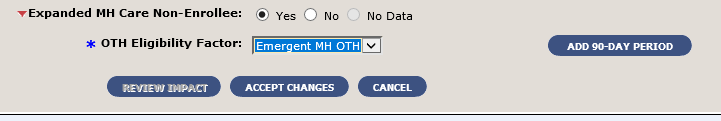 Expanded MH Care Non-Enrollee: Yes No No Data
* OTH Eligibility Factor: Emergent MH OTH ADD 90-DAY PERIOD
REVIEW IMPACT ACCEPT CHANGES CANCEL